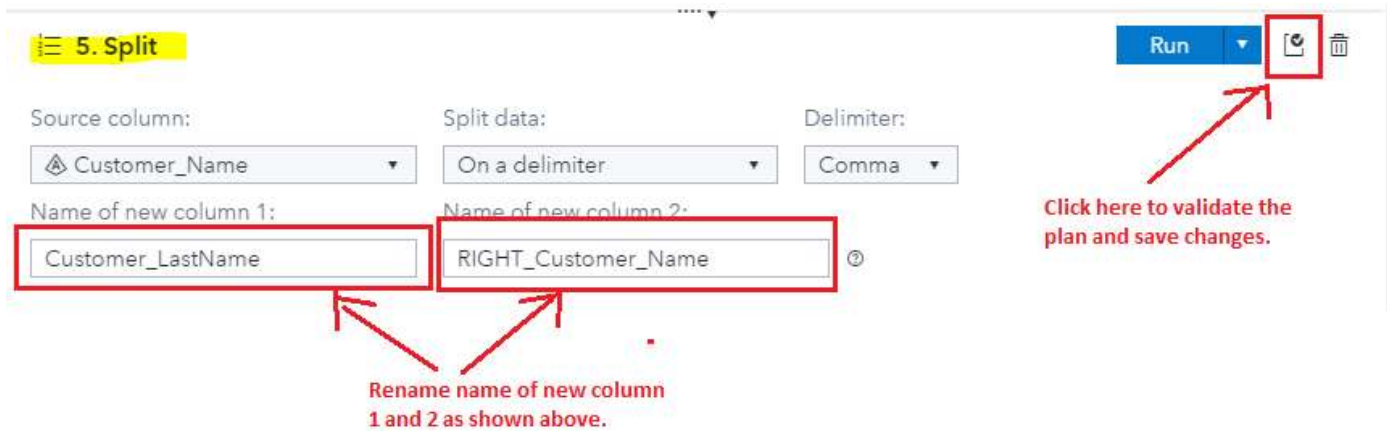 5. Split
Run
Source column:
Split data:
Delimiter:
Customer_Name
On a delimiter
Comma
Name of new column 1:
Name of new column 2:
Customer_LastName
RIGHT_Customer_Name
Click here to validate the
plan and save changes.
Rename name of new column
1 and 2 as shown above.